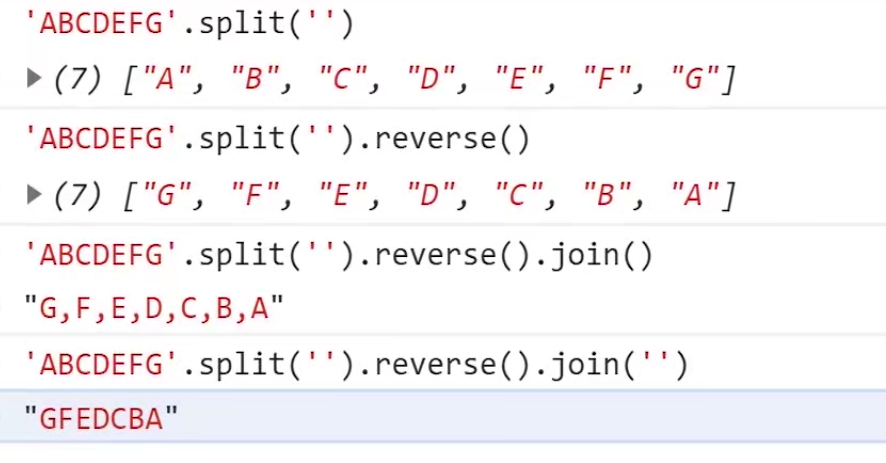 'ABCDEFG'.split('')
▶ (7) ["A", "B", "C", "D", "E", "F", "G"]
'ABCDEFG'.split('').reverse()
▶ (7) ["G", "F", "E", "D", "C", "B", "A"]
'ABCDEFG'.split('').reverse().join()
"G,F,E,D,C,B,A"
'ABCDEFG'.split('').reverse().join('')
"GFEDCBA"